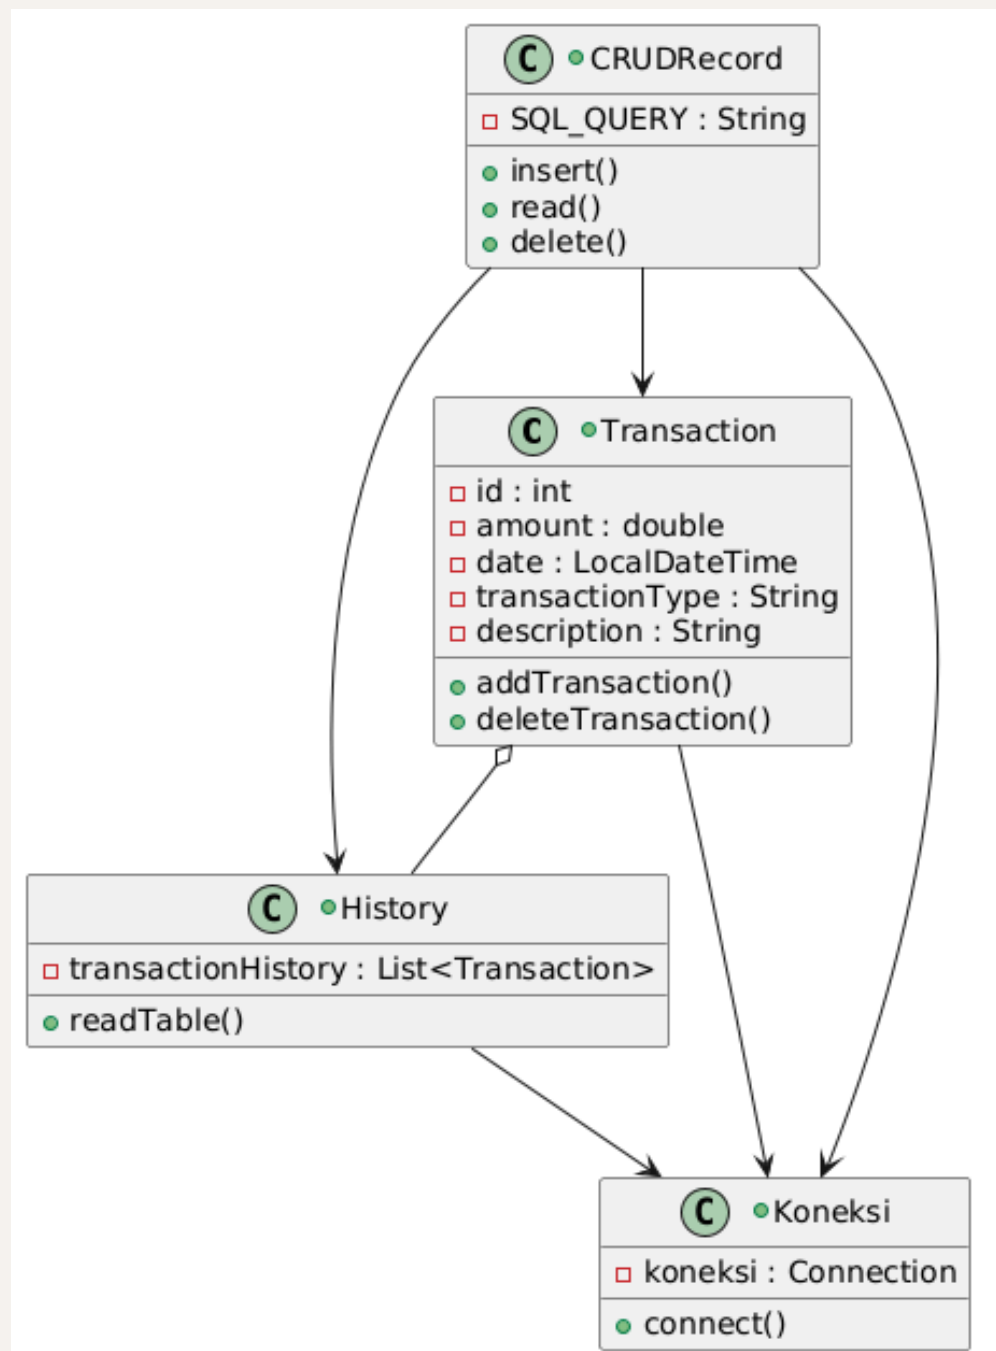 C CRUDRecord
SQL_QUERY : String
insert()
read()
delete()
C Transaction
id : int
amount : double
date : LocalDateTime
transactionType : String
description : String
addTransaction()
deleteTransaction()
C History
transactionHistory : List<Transaction>
readTable()
C Koneksi
koneksi : Connection
connect()